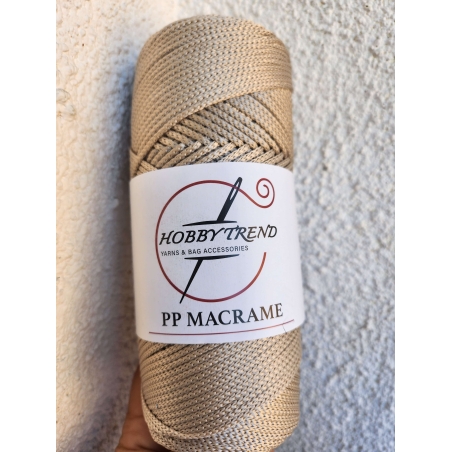 HOBBY TREND
YARNS & BAG ACCESSORIES
PP MACRAME